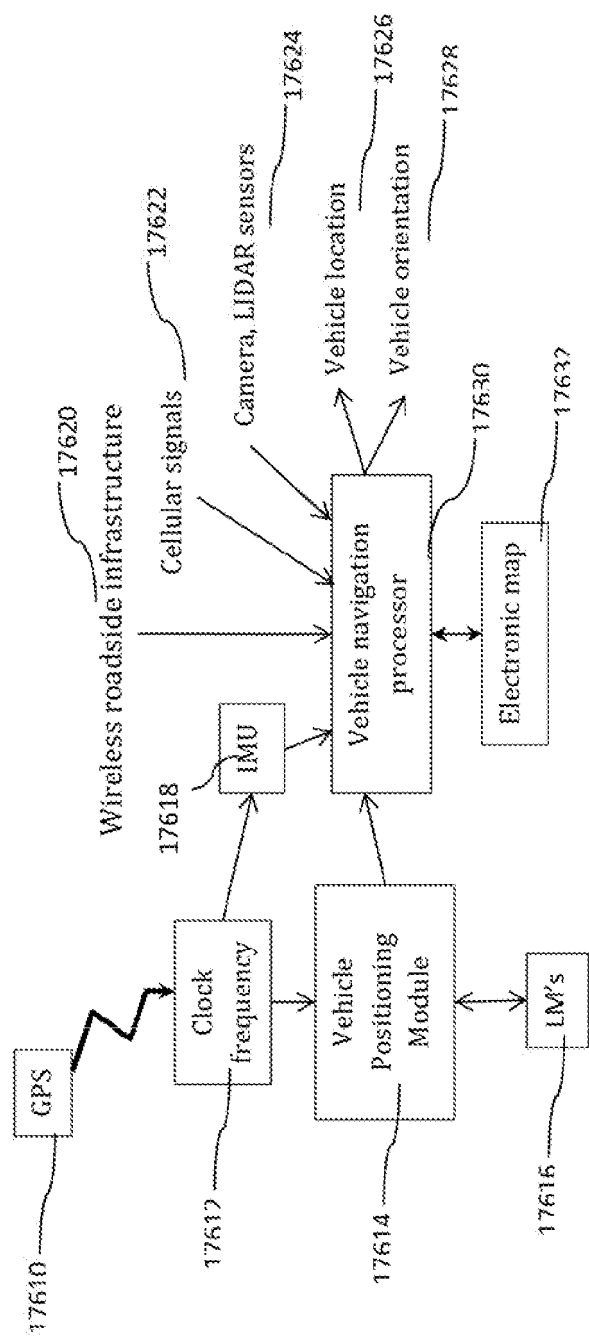 17610
GPS
17612
Clock
frequency
17614
Vehicle
Positioning
Module
17616
LM's
17618
IMU
Wireless roadside infrastructure
17620
Cellular signals
17622
Camera, LIDAR sensors
17624
Vehicle location
17626
Vehicle orientation
17628
Vehicle navigation
processor
17630
Electronic map
17632